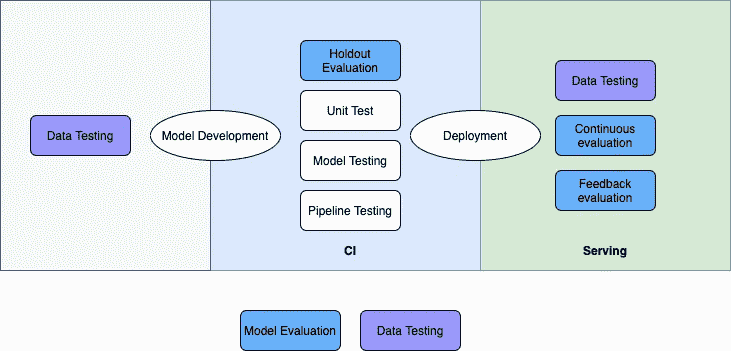 Data Testing
Model Development
Holdout
Evaluation
Unit Test
Model Testing
Pipeline Testing
CI
Deployment
Data Testing
Continuous
evaluation
Feedback
evaluation
Serving
Model Evaluation
Data Testing